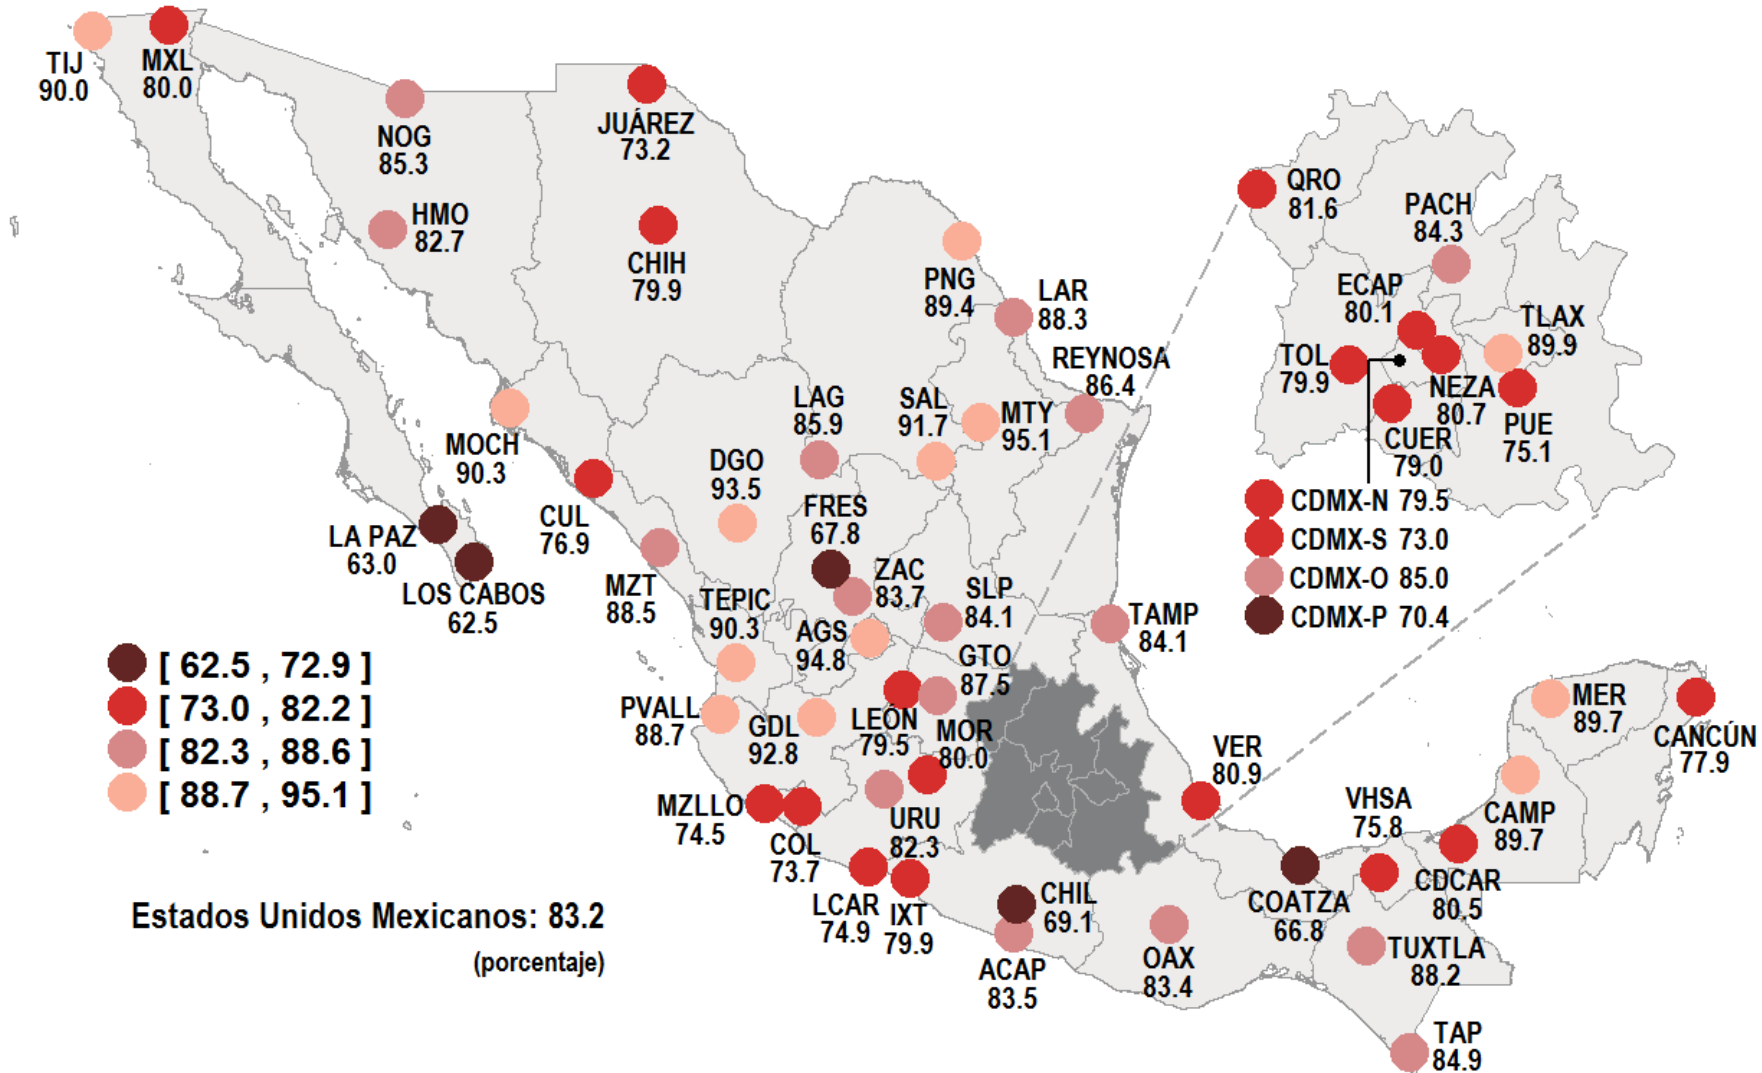 TIJ
90.0
MXL
80.0
NOG
85.3
JUÁREZ
73.2
HMO
82.7
CHIH
79.9
PNG
89.4
LAR
88.3
REYNOSA
86.4
LAG
85.9
SAL
91.7
MTY
95.1
MOCH
90.3
DGO
93.5
CUL
76.9
FRES
67.8
LA PAZ
63.0
LOS CABOS
62.5
MZT
88.5
ZAC
83.7
SLP
84.1
TEPIC
90.3
AGS
94.8
TAMP
84.1
GTO
87.5
PVALL
88.7
GDL
92.8
LEÓN
79.5
MOR
80.0
MZLLO
74.5
COL
73.7
URU
82.3
LCAR
74.9
IXT
79.9
CHIL
69.1
ACAP
83.5
OAX
83.4
VER
80.9
COATZA
66.8
VHSA
75.8
CDCAR
80.5
CAMP
89.7
MER
89.7
CANCÚN
77.9
TUXTLA
88.2
TAP
84.9
QRO
81.6
PACH
84.3
ECAP
80.1
TLAX
89.9
TOL
79.9
NEZA
80.7
PUE
75.1
CUER
79.0
CDMX-N 79.5
CDMX-S 73.0
CDMX-O 85.0
CDMX-P 70.4
[ 62.5 , 72.9 ]
[ 73.0 , 82.2 ]
[ 82.3 , 88.6 ]
[ 88.7 , 95.1 ]
Estados Unidos Mexicanos: 83.2
(porcentaje)